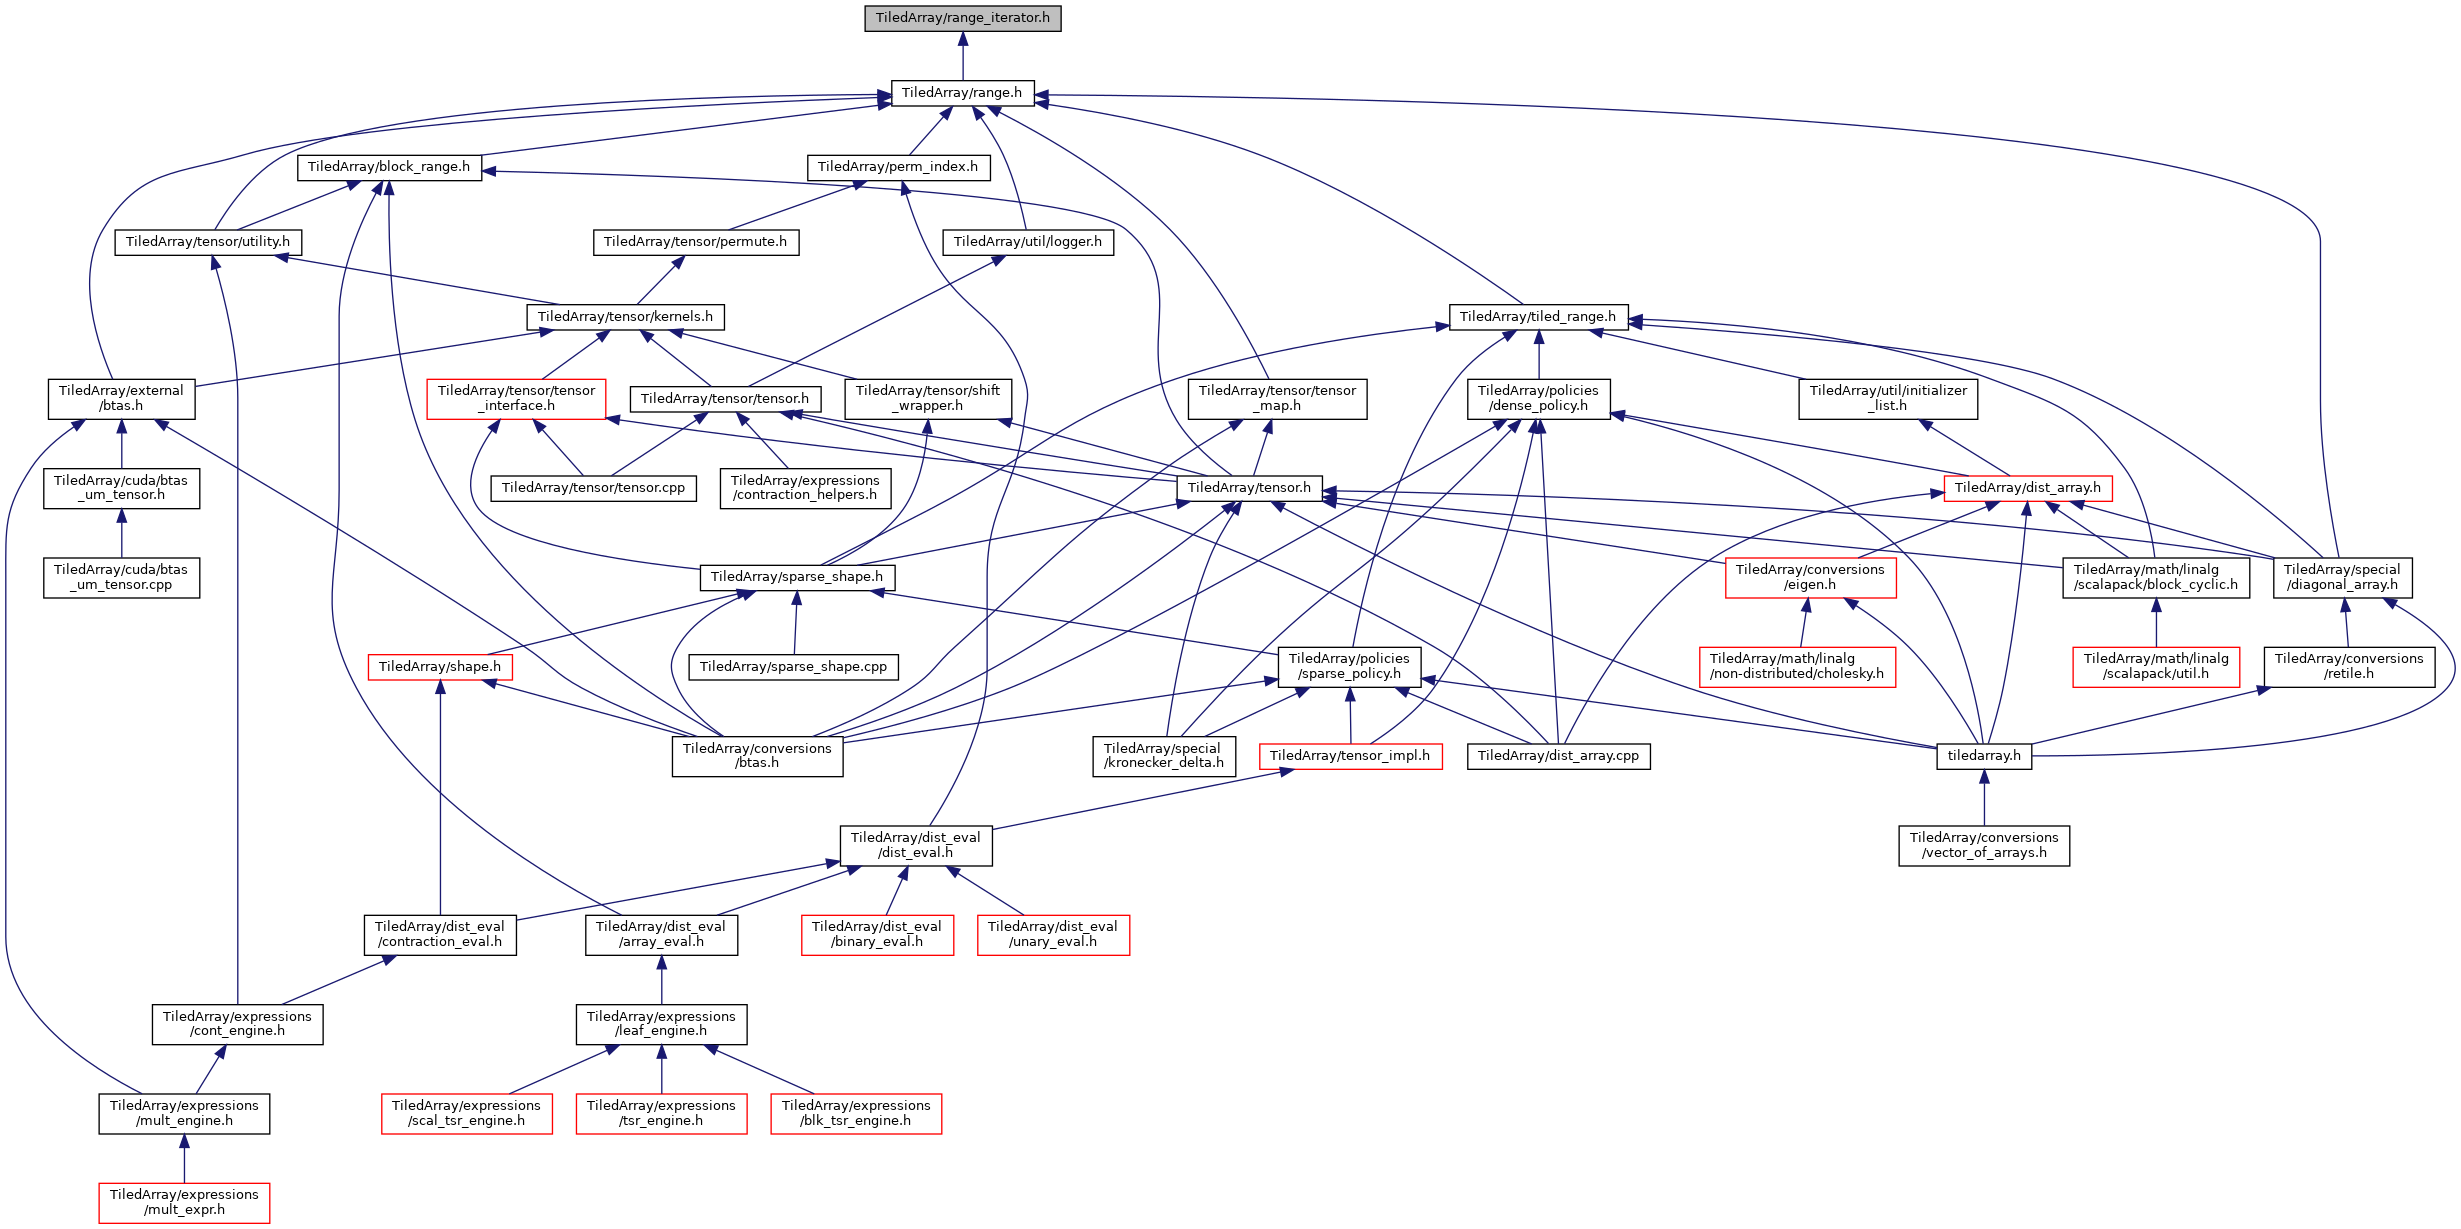 TiledArray/range_iterator.h
TiledArray/range.h
TiledArray/block_range.h
TiledArray/perm_index.h
TiledArray/tensor/utility.h
TiledArray/tensor/permute.h
TiledArray/util/logger.h
TiledArray/tensor/kernels.h
TiledArray/tiled_range.h
TiledArray/external
/btas.h
TiledArray/tensor/tensor
_interface.h
TiledArray/tensor/tensor.h
TiledArray/tensor/shift
_wrapper.h
TiledArray/tensor/tensor
_map.h
TiledArray/policies
/dense_policy.h
TiledArray/util/initializer
_list.h
TiledArray/cuda/btas
_um_tensor.h
TiledArray/tensor/tensor.cpp
TiledArray/expressions
/contraction_helpers.h
TiledArray/tensor.h
TiledArray/dist_array.h
TiledArray/cuda/btas
_um_tensor.cpp
TiledArray/sparse_shape.h
TiledArray/conversions
/eigen.h
TiledArray/math/linalg
/scalapack/block_cyclic.h
TiledArray/special
/diagonal_array.h
TiledArray/shape.h
TiledArray/sparse_shape.cpp
TiledArray/policies
/sparse_policy.h
TiledArray/math/linalg
/non-distributed/cholesky.h
TiledArray/math/linalg
/scalapack/util.h
TiledArray/conversions
/retile.h
TiledArray/conversions
/btas.h
TiledArray/special
/kronecker_delta.h
TiledArray/tensor_impl.h
TiledArray/dist_array.cpp
tiledarray.h
TiledArray/dist_eval
/dist_eval.h
TiledArray/conversions
/vector_of_arrays.h
TiledArray/dist_eval
/contraction_eval.h
TiledArray/dist_eval
/array_eval.h
TiledArray/dist_eval
/binary_eval.h
TiledArray/dist_eval
/unary_eval.h
TiledArray/expressions
/cont_engine.h
TiledArray/expressions
/leaf_engine.h
TiledArray/expressions
/mult_engine.h
TiledArray/expressions
/scal_tsr_engine.h
TiledArray/expressions
/tsr_engine.h
TiledArray/expressions
/blk_tsr_engine.h
TiledArray/expressions
/mult_expr.h